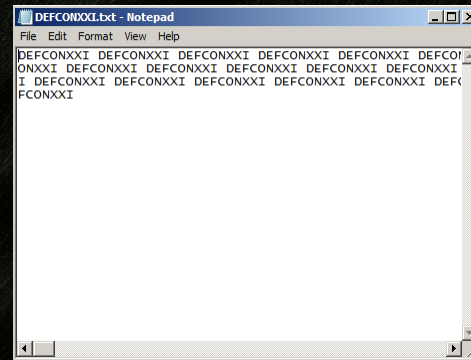 DEFCONXXI.txt - Notepad
File Edit Format View Help
DEFCONXXI DEFCONXXI DEFCONXXI DEFCONXXI DEFCONXXI DEFCON
ONXXI DEFCONXXI DEFCONXXI DEFCONXXI DEFCONXXI DEFCONXXI
I DEFCONXXI DEFCONXXI DEFCONXXI DEFCONXXI DEFCONXXI DEFC
FCONXXI